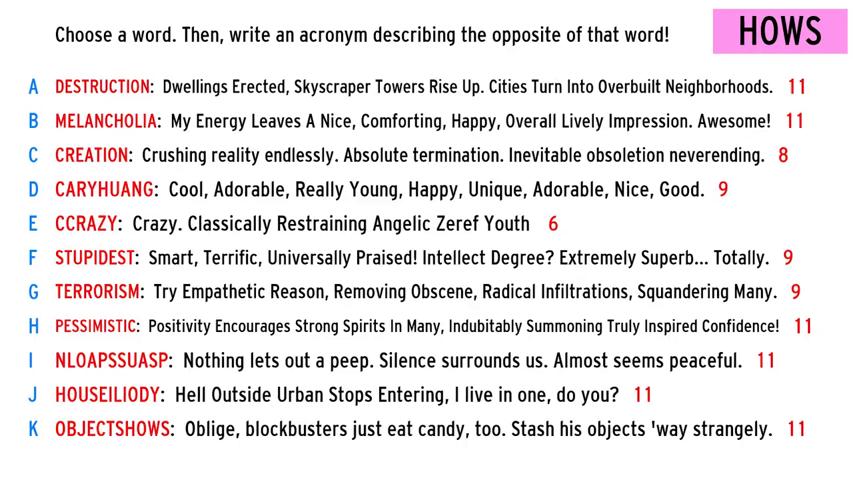 Choose a word. Then, write an acronym describing the opposite of that word!
HOWS
A DESTRUCTION: Dwellings Erected, Skyscraper Towers Rise Up. Cities Turn Into Overbuilt Neighborhoods. 11
B MELANCHOLIA: My Energy Leaves A Nice, Comforting, Happy, Overall Lively Impression. Awesome! 11
C CREATION: Crushing reality endlessly. Absolute termination. Inevitable obsoletion neverending. 8
D CARYHUANG: Cool, Adorable, Really Young, Happy, Unique, Adorable, Nice, Good. 9
E CCRAZY: Crazy. Classically Restraining Angelic Zeref Youth 6
F STUPIDEST: Smart, Terrific, Universally Praised! Intellect Degree? Extremely Superb... Totally. 9
G TERRORISM: Try Empathetic Reason, Removing Obscene, Radical Infiltrations, Squandering Many. 9
H PESSIMISTIC: Positivity Encourages Strong Spirits In Many, Indubitably Summoning Truly Inspired Confidence! 11
I NLOAPSSUASP: Nothing lets out a peep. Silence surrounds us. Almost seems peaceful. 11
J HOUSEILIODY: Hell Outside Urban Stops Entering, I live in one, do you? 11
K OBJECTSHOWS: Oblige, blockbusters just eat candy, too. Stash his objects 'way strangely. 11